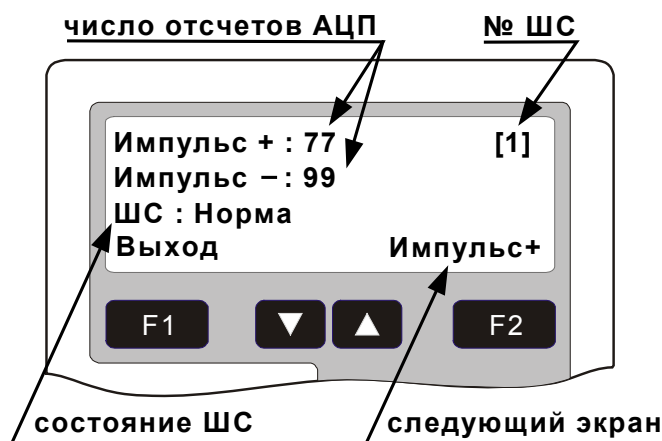 число отсчетов АЦП № ШС
Импульс + : 77 [1]
Импульс – : 99
ШС : Норма
Выход Импульс+
F1 ▼ ▲ F2
состояние ШС следующий экран